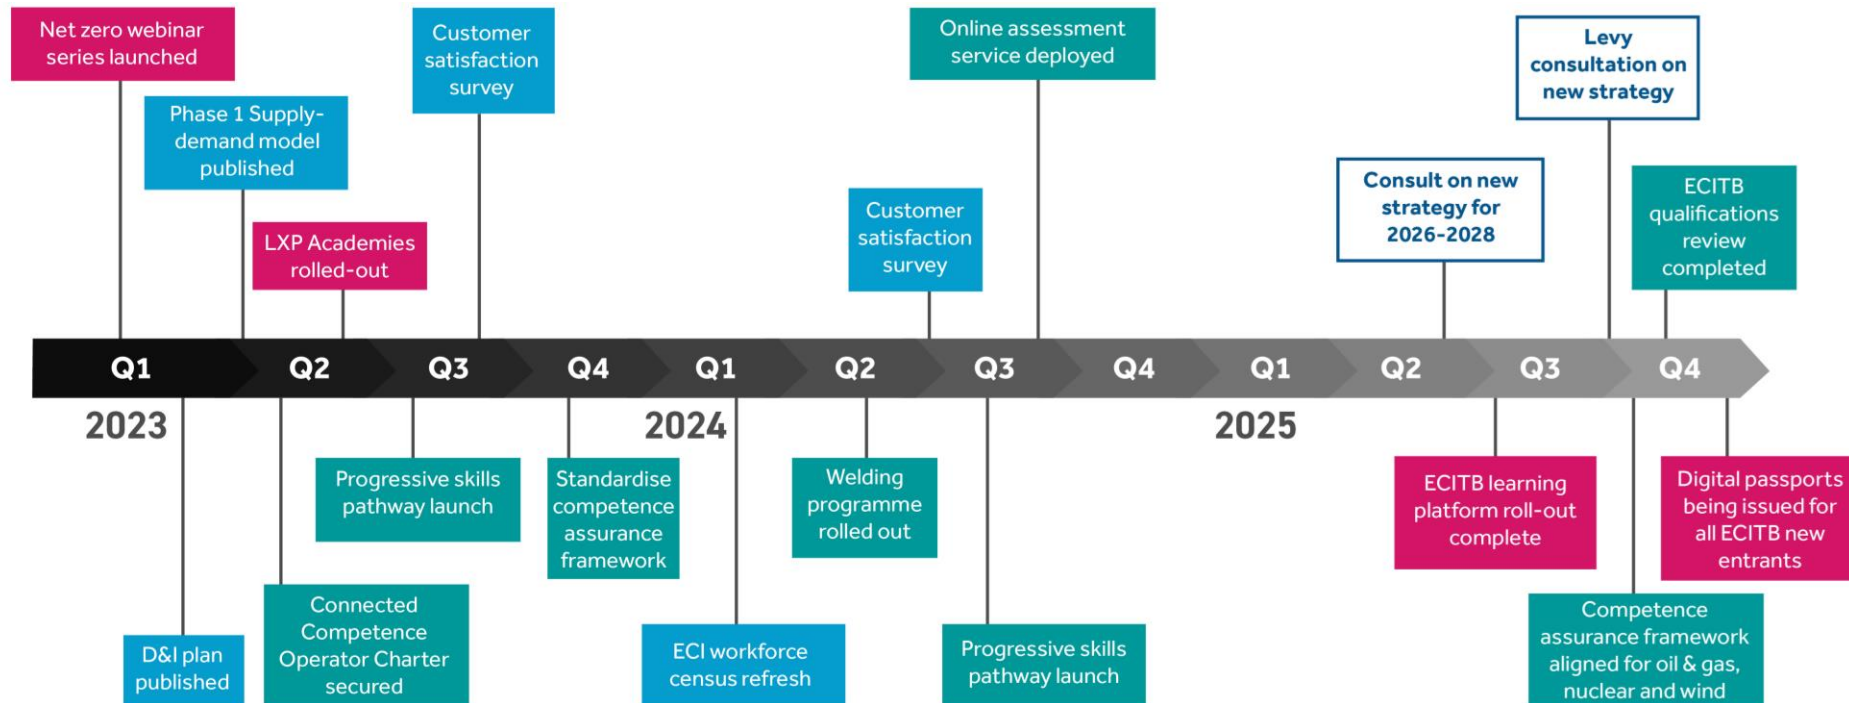 Net zero webinar
series launched
Phase 1 Supply-
demand model
published
LXP Academies
rolled-out
Customer
satisfaction
survey
Customer
satisfaction
survey
Online assessment
service deployed
Consult on new
strategy for
2026-2028
Levy
consultation on
new strategy
ECITB
qualifications
review
completed
Q1 Q2 Q3 Q4 Q1 Q2 Q3 Q4 Q1 Q2 Q3 Q4
2023 2024 2025
D&I plan
published
Connected
Competence
Operator Charter
secured
Progressive skills
pathway launch
Standardise
competence
assurance
framework
ECI workforce
census refresh
Welding
programme
rolled out
Progressive skills
pathway launch
ECITB learning
platform roll-out
complete
Competence
assurance framework
aligned for oil & gas,
nuclear and wind
Digital passports
being issued for
all ECITB new
entrants